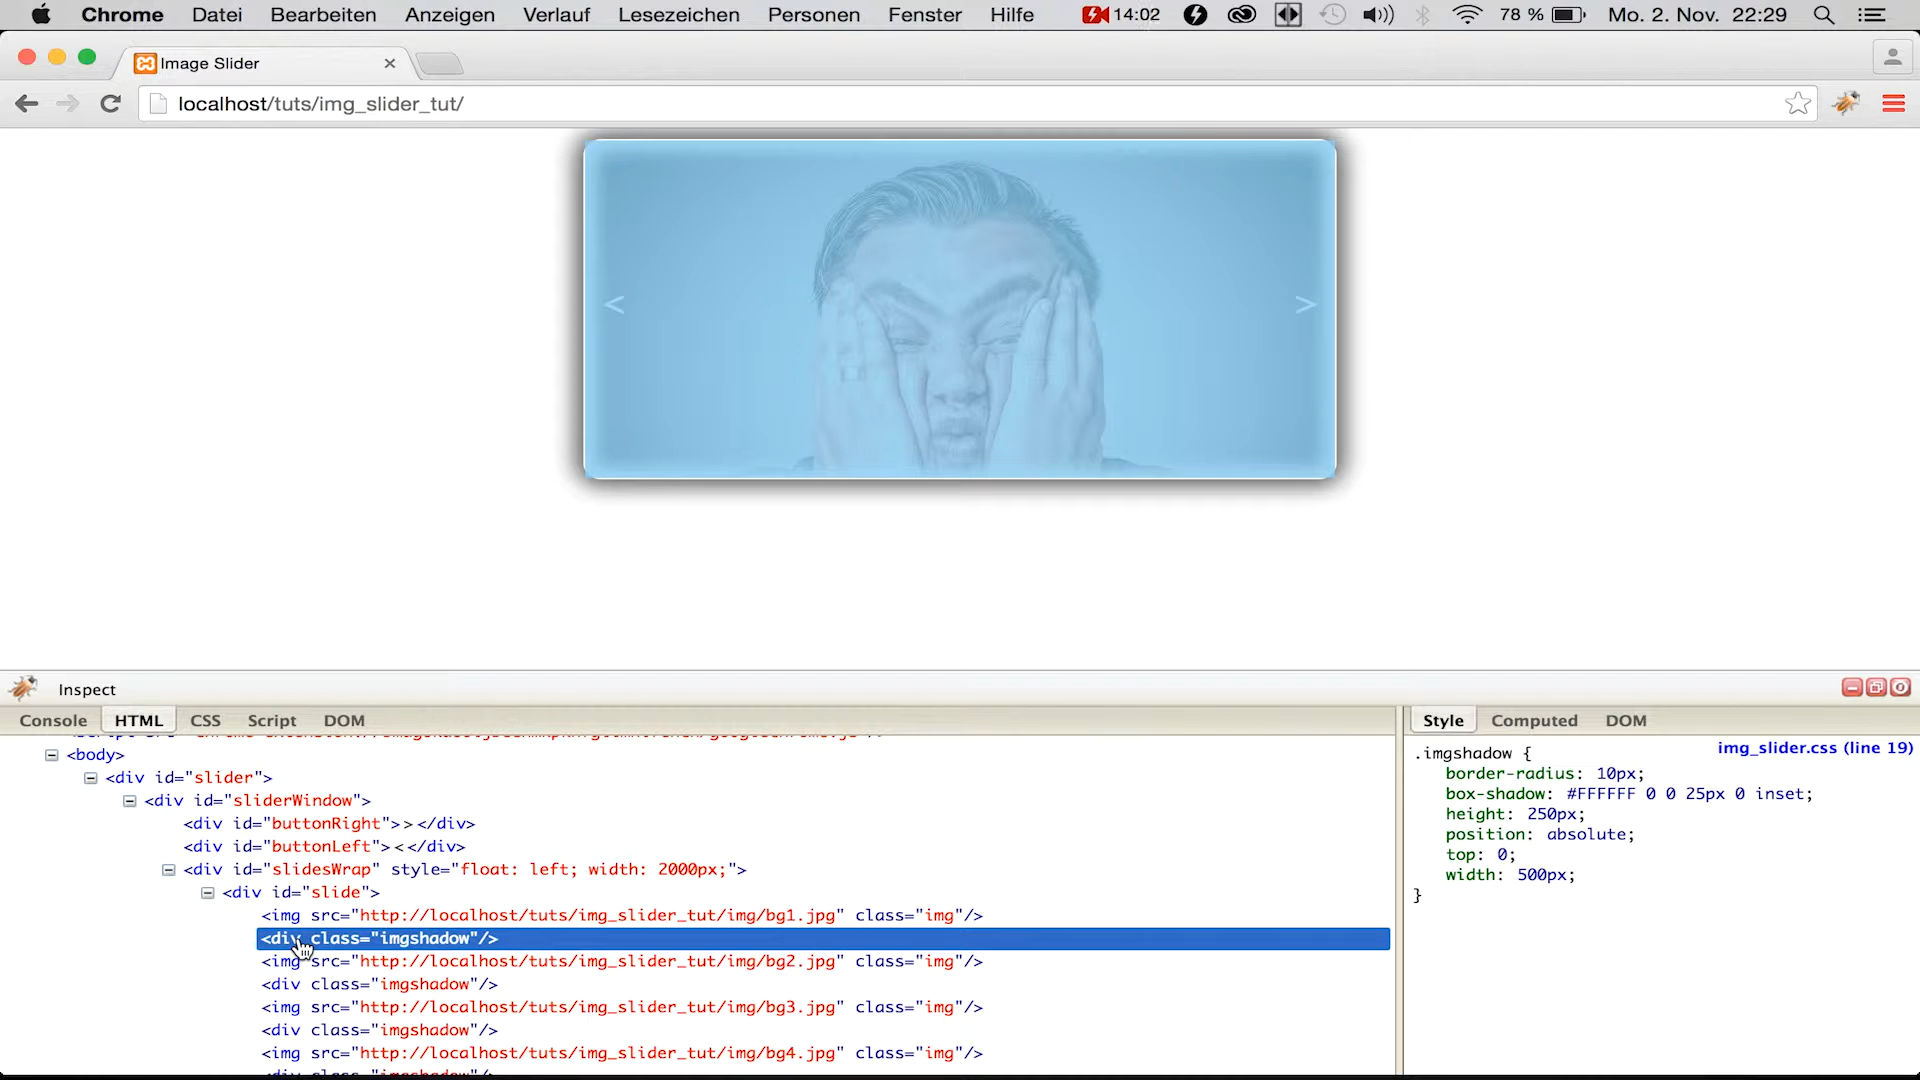 Chrome Datei Bearbeiten Anzeigen Verlauf Lesezeichen Personen Fenster Hilfe 14:02 78 % Mo. 2. Nov. 22:29
Image Slider
localhost/tuts/img_slider_tut/
< >
Inspect
Console HTML CSS Script DOM
Style Computed DOM
<body>
<div id="slider">
<div id="sliderWindow">
<div id="buttonRight">></div>
<div id="buttonLeft"><</div>
<div id="slidesWrap" style="float: left; width: 2000px;">
<div id="slide">
<img src="http://localhost/tuts/img_slider_tut/img/bg1.jpg" class="img"/>
<div class="imgshadow"/>
<img src="http://localhost/tuts/img_slider_tut/img/bg2.jpg" class="img"/>
<div class="imgshadow"/>
<img src="http://localhost/tuts/img_slider_tut/img/bg3.jpg" class="img"/>
<div class="imgshadow"/>
<img src="http://localhost/tuts/img_slider_tut/img/bg4.jpg" class="img"/>
<div class="imgshadow"/>
img_slider.css (line 19)
.imgshadow {
border-radius: 10px;
box-shadow: #FFFFFF 0 0 25px 0 inset;
height: 250px;
position: absolute;
top: 0;
width: 500px;
}